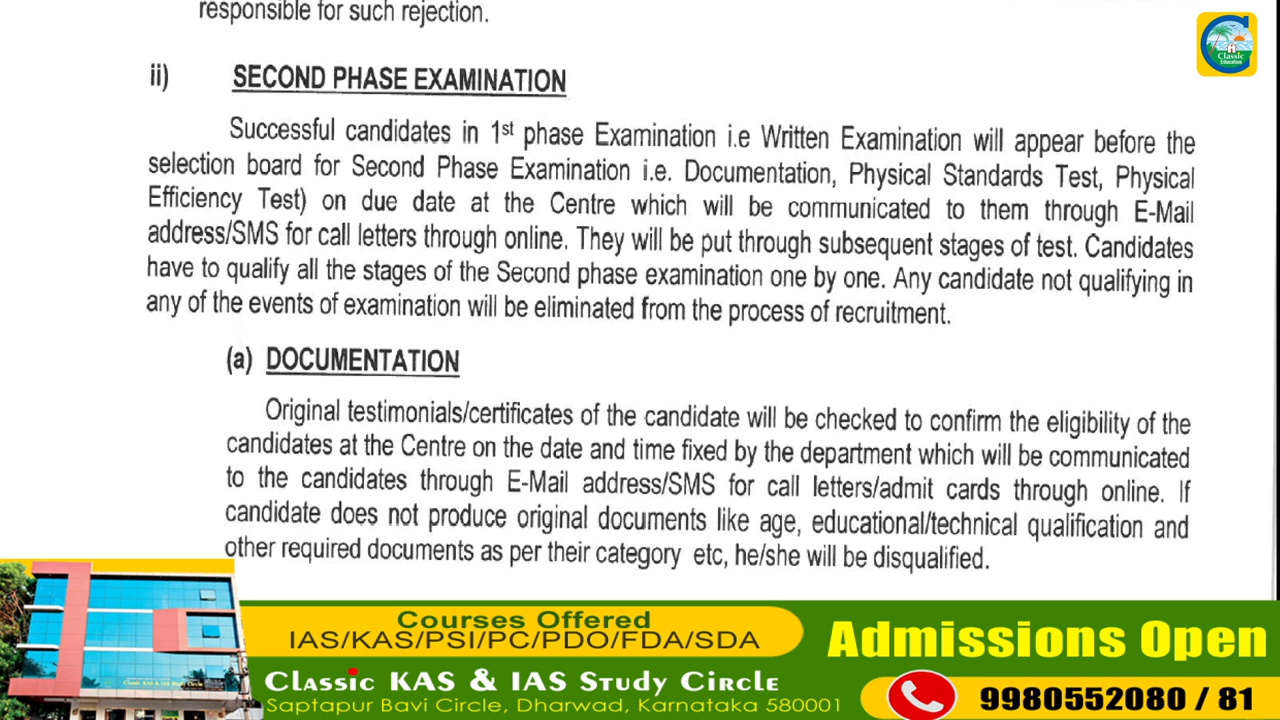 responsible for such rejection.
Classic
Education
ii) SECOND PHASE EXAMINATION
Successful candidates in 1st phase Examination i.e Written Examination will appear before the
selection board for Second Phase Examination i.e. Documentation, Physical Standards Test, Physical
Efficiency Test) on due date at the Centre which will be communicated to them through E-Mail
address/SMS for call letters through online. They will be put through subsequent stages of test. Candidates
have to qualify all the stages of the Second phase examination one by one. Any candidate not qualifying in
any of the events of examination will be eliminated from the process of recruitment.
(a) DOCUMENTATION
Original testimonials/certificates of the candidate will be checked to confirm the eligibility of the
candidates at the Centre on the date and time fixed by the department which will be communicated
to the candidates through E-Mail address/SMS for call letters/admit cards through online. If
candidate does not produce original documents like age, educational/technical qualification and
other required documents as per their category etc, he/she will be disqualified.
Classic KAS & IAS Study Circle
Courses Offered
IAS/KAS/PSI/PC/PDO/FDA/SDA
Classic KAS & IAS Study Circle
Saptapur Bavi Circle, Dharwad, Karnataka 580001
Admissions Open
9980552080 / 81